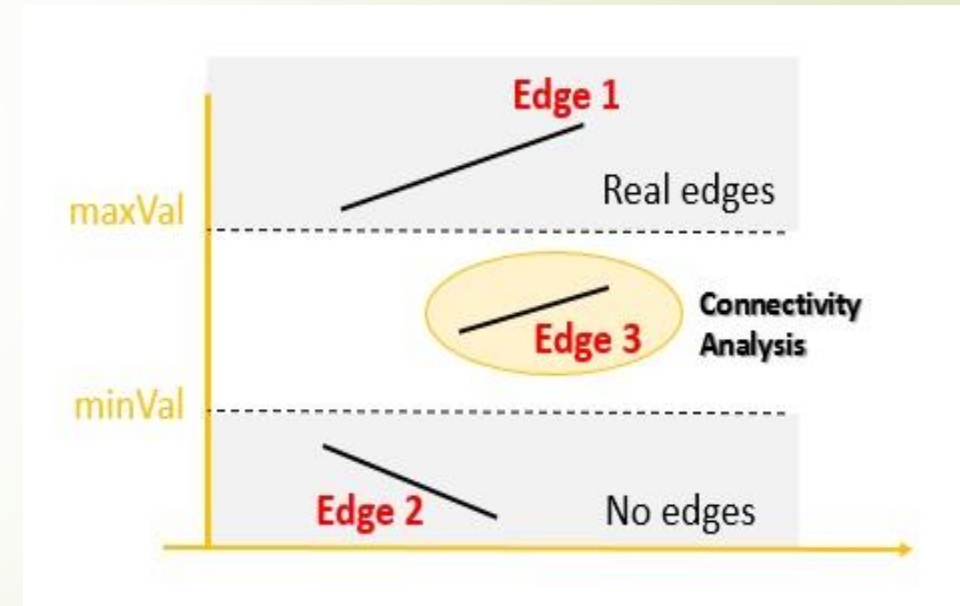 Edge 1
Real edges
maxVal
Edge 3
Connectivity
Analysis
minVal
Edge 2
No edges